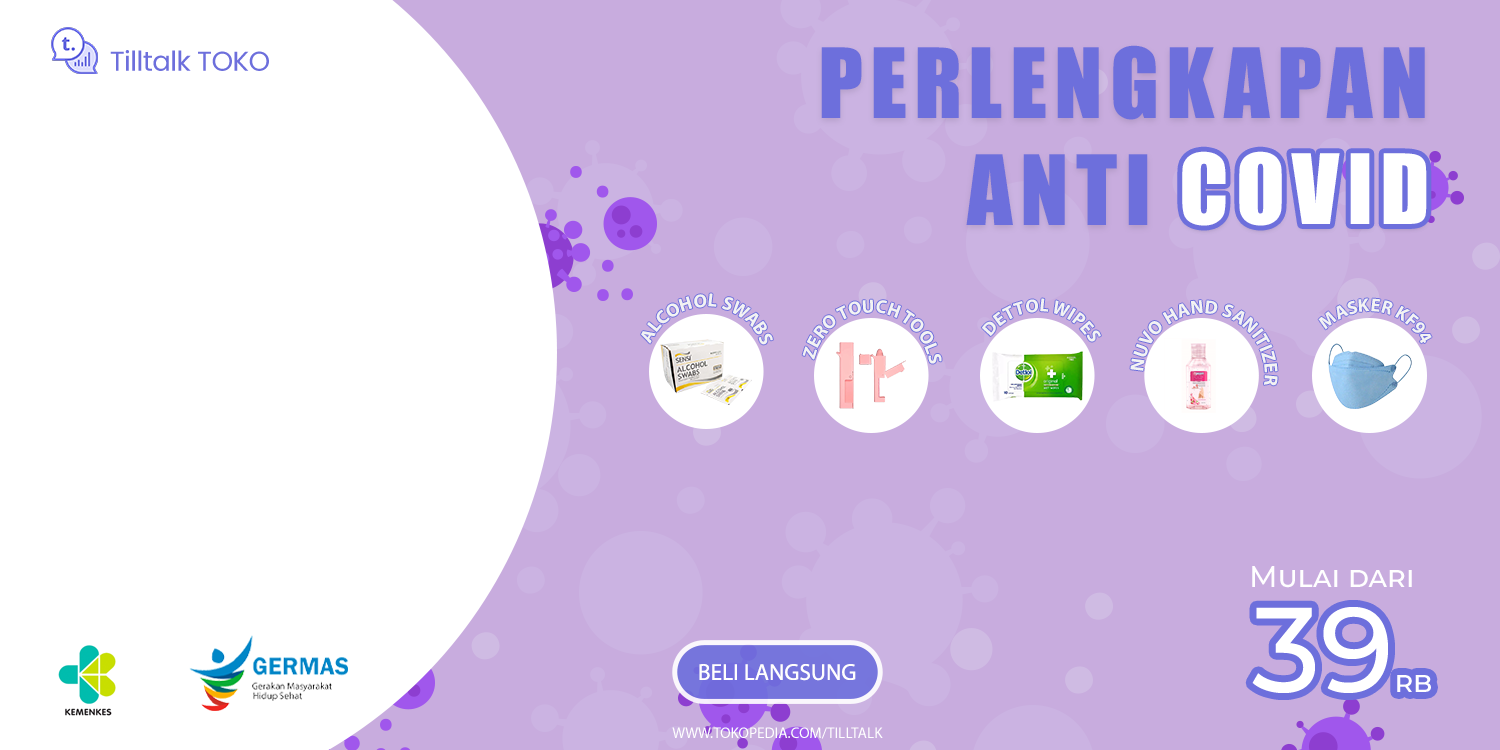 t.
Tilltalk TOKO
PERLENGKAPAN
ANTI COVID
ALCOHOL SWABS
ZERO TOUCH TOOLS
DETTOL WIPES
NUVO HAND SANITIZER
MASKER KF94
SENSI
ALCOHOL
SWABS
Dettol
MULAI DARI
39 RB
KEMENKES
GERMAS
Gerakan Masyarakat
Hidup Sehat
BELI LANGSUNG
WWW.TOKOPEDIA.COM/TILLTALK